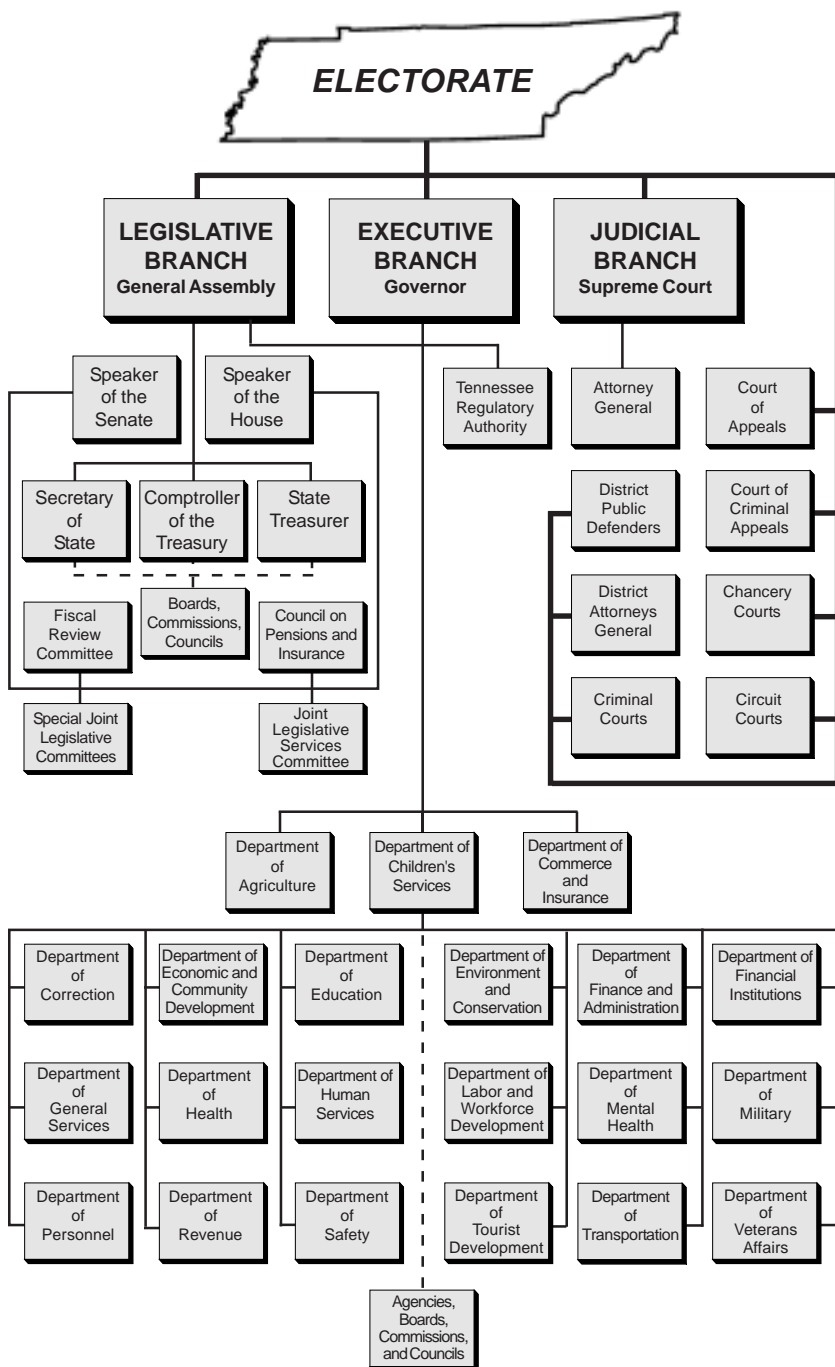 ELECTORATE
LEGISLATIVE
BRANCH
General Assembly
EXECUTIVE
BRANCH
Governor
JUDICIAL
BRANCH
Supreme Court
Speaker
of the
Senate
Speaker
of the
House
Tennessee
Regulatory
Authority
Attorney
General
Court
of
Appeals
Secretary
of
State
Comptroller
of the
Treasury
State
Treasurer
District
Public
Defenders
Court of
Criminal
Appeals
Fiscal
Review
Committee
Boards,
Commissions,
Councils
Council on
Pensions and
Insurance
District
Attorneys
General
Chancery
Courts
Special Joint
Legislative
Committees
Joint
Legislative
Services
Committee
Criminal
Courts
Circuit
Courts
Department
of
Agriculture
Department of
Children's
Services
Department of
Commerce
and
Insurance
Department
of
Correction
Department of
Economic and
Community
Development
Department
of
Education
Department of
Environment
and
Conservation
Department
of
Finance and
Administration
Department of
Financial
Institutions
Department
of
General
Services
Department
of
Health
Department of
Human
Services
Department of
Labor and
Workforce
Development
Department
of
Mental
Health
Department
of
Military
Department
of
Personnel
Department
of
Revenue
Department
of
Safety
Department
of
Tourist
Development
Department
of
Transportation
Department
of
Veterans
Affairs
Agencies,
Boards,
Commissions,
and Councils